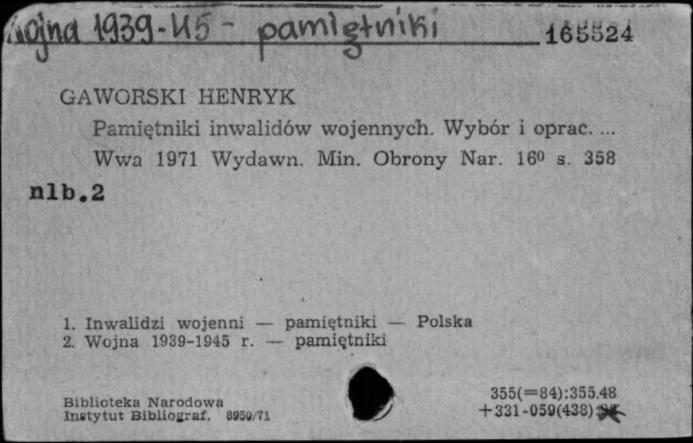 Wojna 1939-45 - pamiętniki
165524
GAWORSKI HENRYK
Pamiętniki inwalidów wojennych. Wybór i oprac. ...
Wwa 1971 Wydawn. Min. Obrony Nar. 16⁰ s. 358
nlb.2
1. Inwalidzi wojenni — pamiętniki — Polska
2. Wojna 1939-1945 r. — pamiętniki
Biblioteka Narodowa
Instytut Bibliograf. 8950/71
355(=84):355.48
+331-059(438)